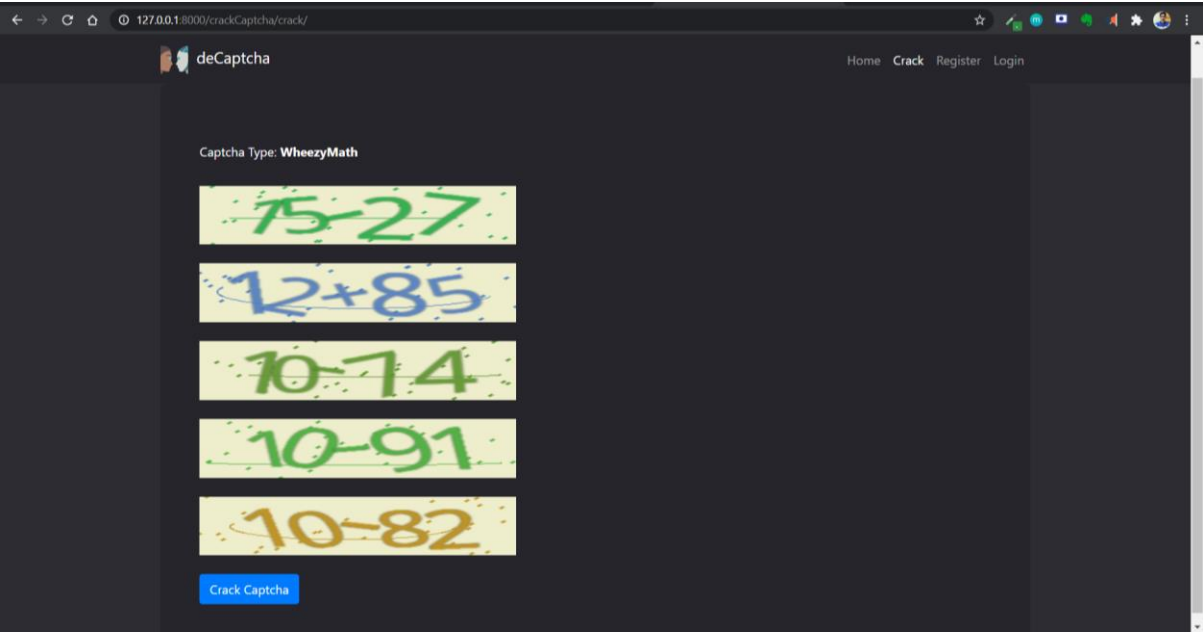 127.0.0.1:8000/crackCaptcha/crack/
deCaptcha
Home Crack Register Login
Captcha Type: WheezyMath
75-27
12+85
10-74
10-91
10-82
Crack Captcha